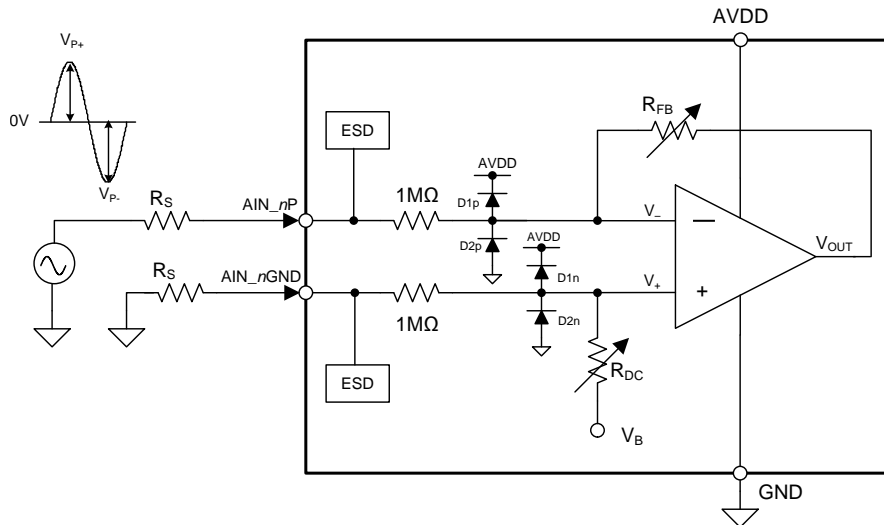 AVDD
V_P+
0V
V_P-
ESD
R_FB
AVDD
1MΩ
D1p
D2p
R_S
AIN_nP
V_−
−
AVDD
V_OUT
R_S
AIN_nGND
D1n
D2n
V_+
+
1MΩ
ESD
R_DC
V_B
GND